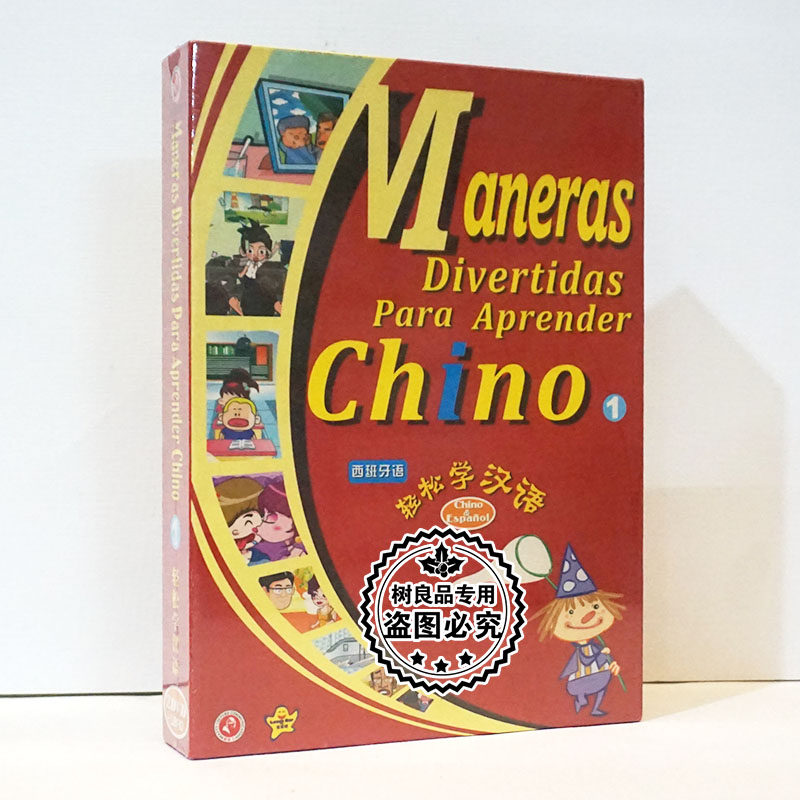 Maneras
Divertidas
Para Aprender
Chino 1
西班牙语
轻松学汉语
Chino
&
Español
树良品专用
盗图必究
Maneras Divertidas Para Aprender Chino 1